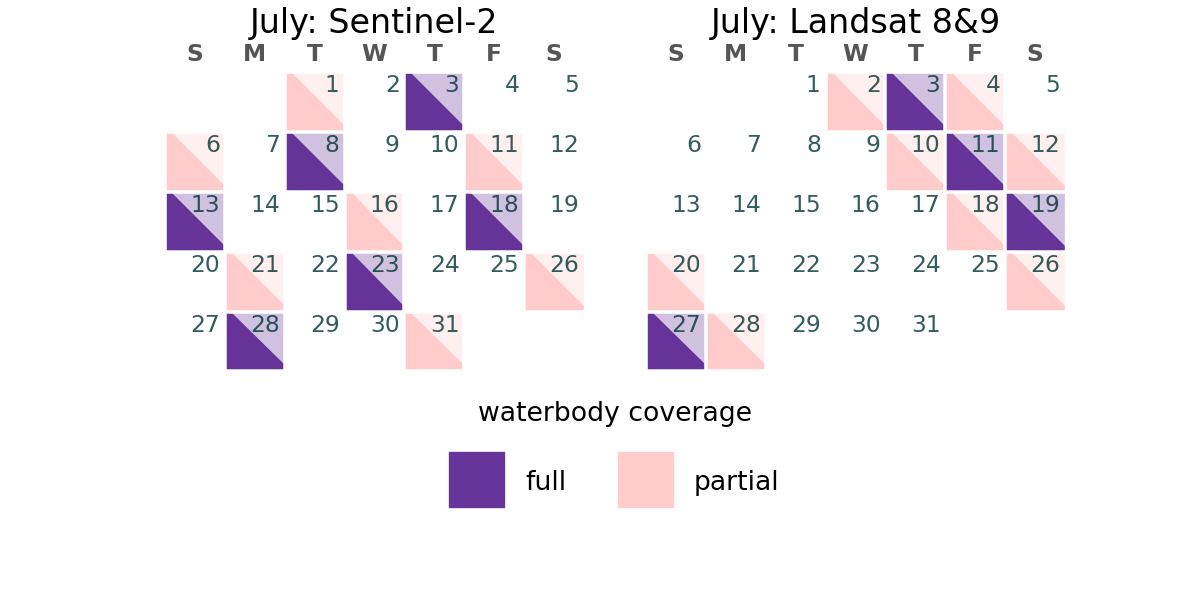 July: Sentinel-2
S M T W T F S
1 2 3 4 5
6 7 8 9 10 11 12
13 14 15 16 17 18 19
20 21 22 23 24 25 26
27 28 29 30 31
July: Landsat 8&9
S M T W T F S
1 2 3 4 5
6 7 8 9 10 11 12
13 14 15 16 17 18 19
20 21 22 23 24 25 26
27 28 29 30 31
waterbody coverage
full partial